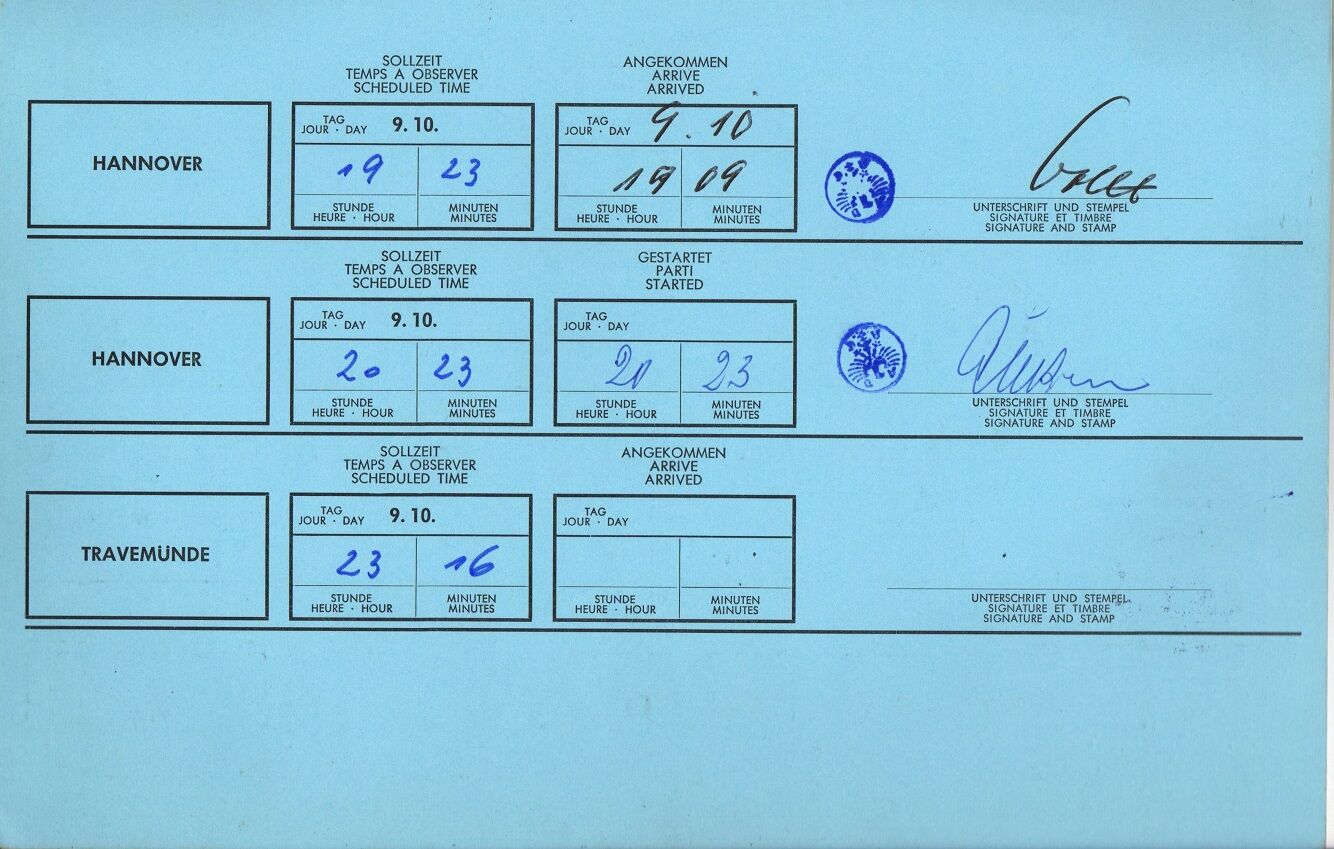 SOLLZEIT
TEMPS A OBSERVER
SCHEDULED TIME
ANGEKOMMEN
ARRIVE
ARRIVED
HANNOVER
TAG
JOUR · DAY 9. 10.
19 23
STUNDE
HEURE · HOUR
MINUTEN
MINUTES
TAG
JOUR · DAY 9. 10
19 09
STUNDE
HEURE · HOUR
MINUTEN
MINUTES
UNTERSCHRIFT UND STEMPEL
SIGNATURE ET TIMBRE
SIGNATURE AND STAMP
SOLLZEIT
TEMPS A OBSERVER
SCHEDULED TIME
GESTARTET
PARTI
STARTED
HANNOVER
TAG
JOUR · DAY 9. 10.
20 23
STUNDE
HEURE · HOUR
MINUTEN
MINUTES
TAG
JOUR · DAY
20 23
STUNDE
HEURE · HOUR
MINUTEN
MINUTES
UNTERSCHRIFT UND STEMPEL
SIGNATURE ET TIMBRE
SIGNATURE AND STAMP
SOLLZEIT
TEMPS A OBSERVER
SCHEDULED TIME
ANGEKOMMEN
ARRIVE
ARRIVED
TRAVEMÜNDE
TAG
JOUR · DAY 9. 10.
23 16
STUNDE
HEURE · HOUR
MINUTEN
MINUTES
TAG
JOUR · DAY
STUNDE
HEURE · HOUR
MINUTEN
MINUTES
UNTERSCHRIFT UND STEMPEL
SIGNATURE ET TIMBRE
SIGNATURE AND STAMP